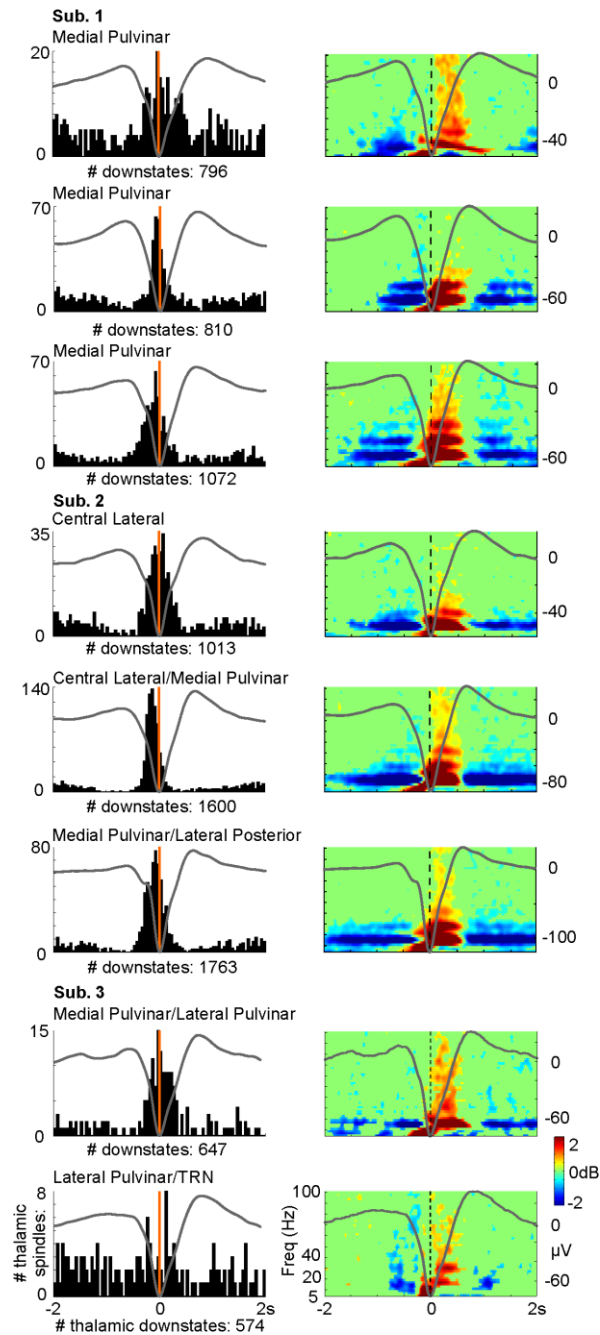 Sub. 1
Medial Pulvinar
20
0
0
-40
# downstates: 796
Medial Pulvinar
70
0
0
-60
# downstates: 810
Medial Pulvinar
70
0
0
-60
# downstates: 1072
Sub. 2
Central Lateral
35
0
0
-40
# downstates: 1013
Central Lateral/Medial Pulvinar
140
0
0
-80
# downstates: 1600
Medial Pulvinar/Lateral Posterior
80
0
0
-100
# downstates: 1763
Sub. 3
Medial Pulvinar/Lateral Pulvinar
15
0
0
-60
# downstates: 647
2
0dB
-2
Lateral Pulvinar/TRN
# thalamic
spindles:
8
4
0
-2 0 2s
# thalamic downstates: 574
Freq (Hz)
100
40
20
5
-2 0 2s
0
µV
-60